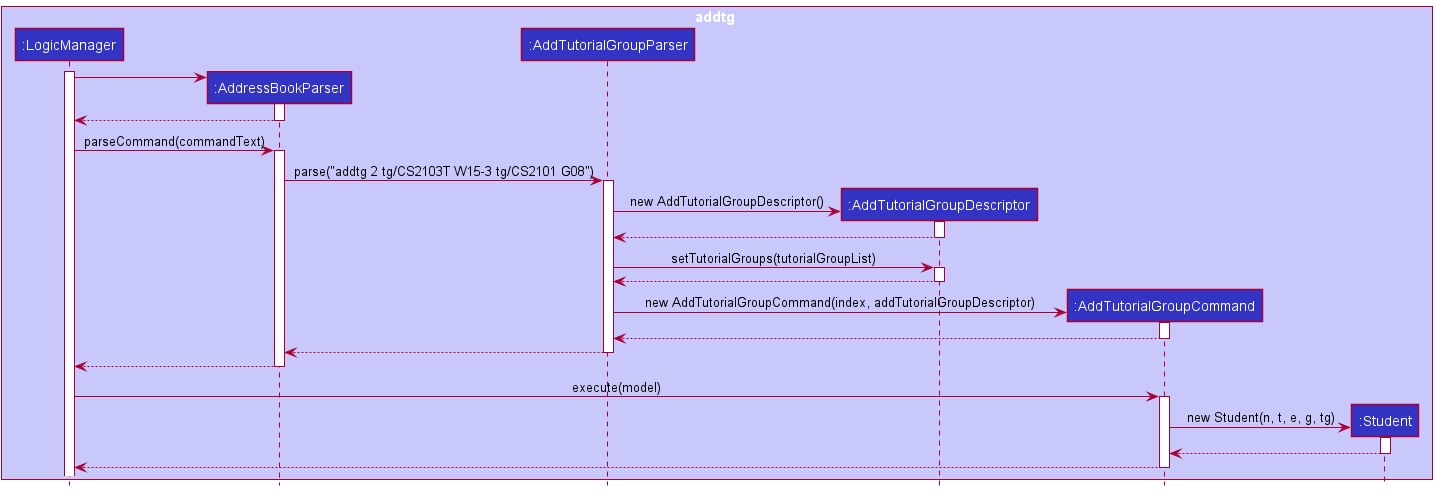 addtg
:LogicManager
:AddTutorialGroupParser
:AddressBookParser
parseCommand(commandText)
parse("addtg 2 tg/CS2103T W15-3 tg/CS2101 G08")
new AddTutorialGroupDescriptor()
:AddTutorialGroupDescriptor
setTutorialGroups(tutorialGroupList)
new AddTutorialGroupCommand(index, addTutorialGroupDescriptor)
:AddTutorialGroupCommand
execute(model)
new Student(n, t, e, g, tg)
:Student